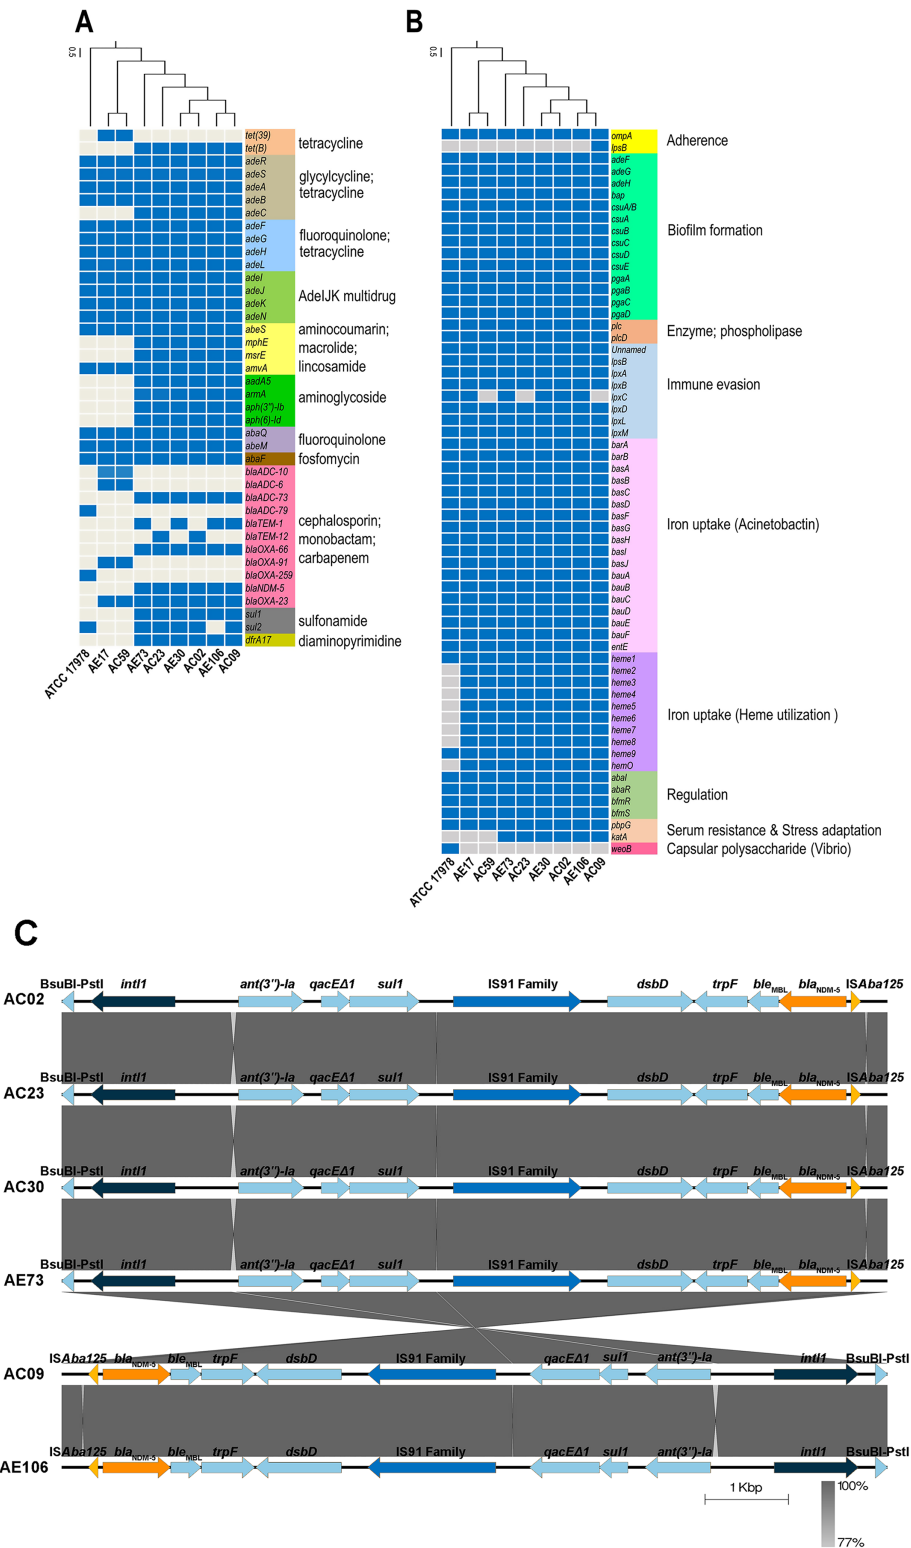 A
0.5
tet(39)
tet(B)
tetracycline
adeR
adeS
adeA
adeB
adeC
glycylcycline;
tetracycline
adeF
adeG
adeH
adeL
fluoroquinolone;
tetracycline
adeI
adeJ
adeK
adeN
AdeIJK multidrug
abeS
mphE
msrE
amvA
aminocoumarin;
macrolide;
lincosamide
aadA5
armA
aph(3")-Ib
aph(6)-Id
aminoglycoside
abaQ
abeM
fluoroquinolone
abaF
fosfomycin
blaADC-10
blaADC-6
blaADC-73
blaADC-79
blaTEM-1
blaTEM-12
blaOXA-66
blaOXA-91
blaOXA-259
blaNDM-5
blaOXA-23
cephalosporin;
monobactam;
carbapenem
sul1
sul2
sulfonamide
dfrA17
diaminopyrimidine
ATCC 17978
AE17
AC59
AE73
AC23
AE30
AC02
AE106
AC09
B
0.5
ompA
lpsB
Adherence
adeF
adeG
adeH
bap
csuA/B
csuA
csuB
csuC
csuD
csuE
pgaA
pgaB
pgaC
pgaD
Biofilm formation
plc
plcD
Enzyme; phospholipase
Unnamed
lpsB
lpxA
lpxB
lpxC
lpxD
lpxL
lpxM
Immune evasion
barA
barB
basA
basB
basC
basD
basF
basG
basH
basI
basJ
bauA
bauB
bauC
bauD
bauE
bauF
entE
Iron uptake (Acinetobactin)
heme1
heme2
heme3
heme4
heme5
heme6
heme7
heme8
heme9
hemO
Iron uptake (Heme utilization )
abaI
abaR
bfmR
bfmS
Regulation
pbpG
katA
Serum resistance & Stress adaptation
weoB
Capsular polysaccharide (Vibrio)
ATCC 17978
AE17
AC59
AE73
AC23
AE30
AC02
AE106
AC09
C
BsuBI-PstI intI1 ant(3'')-Ia qacEΔ1 sul1 IS91 Family dsbD trpF bleMBL blaNDM-5 ISAba125
AC02
BsuBI-PstI intI1 ant(3'')-Ia qacEΔ1 sul1 IS91 Family dsbD trpF bleMBL blaNDM-5 ISAba125
AC23
BsuBI-PstI intI1 ant(3'')-Ia qacEΔ1 sul1 IS91 Family dsbD trpF bleMBL blaNDM-5 ISAba125
AC30
BsuBI-PstI intI1 ant(3'')-Ia qacEΔ1 sul1 IS91 Family dsbD trpF bleMBL blaNDM-5 ISAba125
AE73
ISAba125 blaNDM-5 bleMBL trpF dsbD IS91 Family qacEΔ1 sul1 ant(3'')-Ia intI1 BsuBI-PstI
AC09
ISAba125 blaNDM-5 bleMBL trpF dsbD IS91 Family qacEΔ1 sul1 ant(3'')-Ia intI1 BsuBI-PstI
AE106
1 Kbp
100%
77%